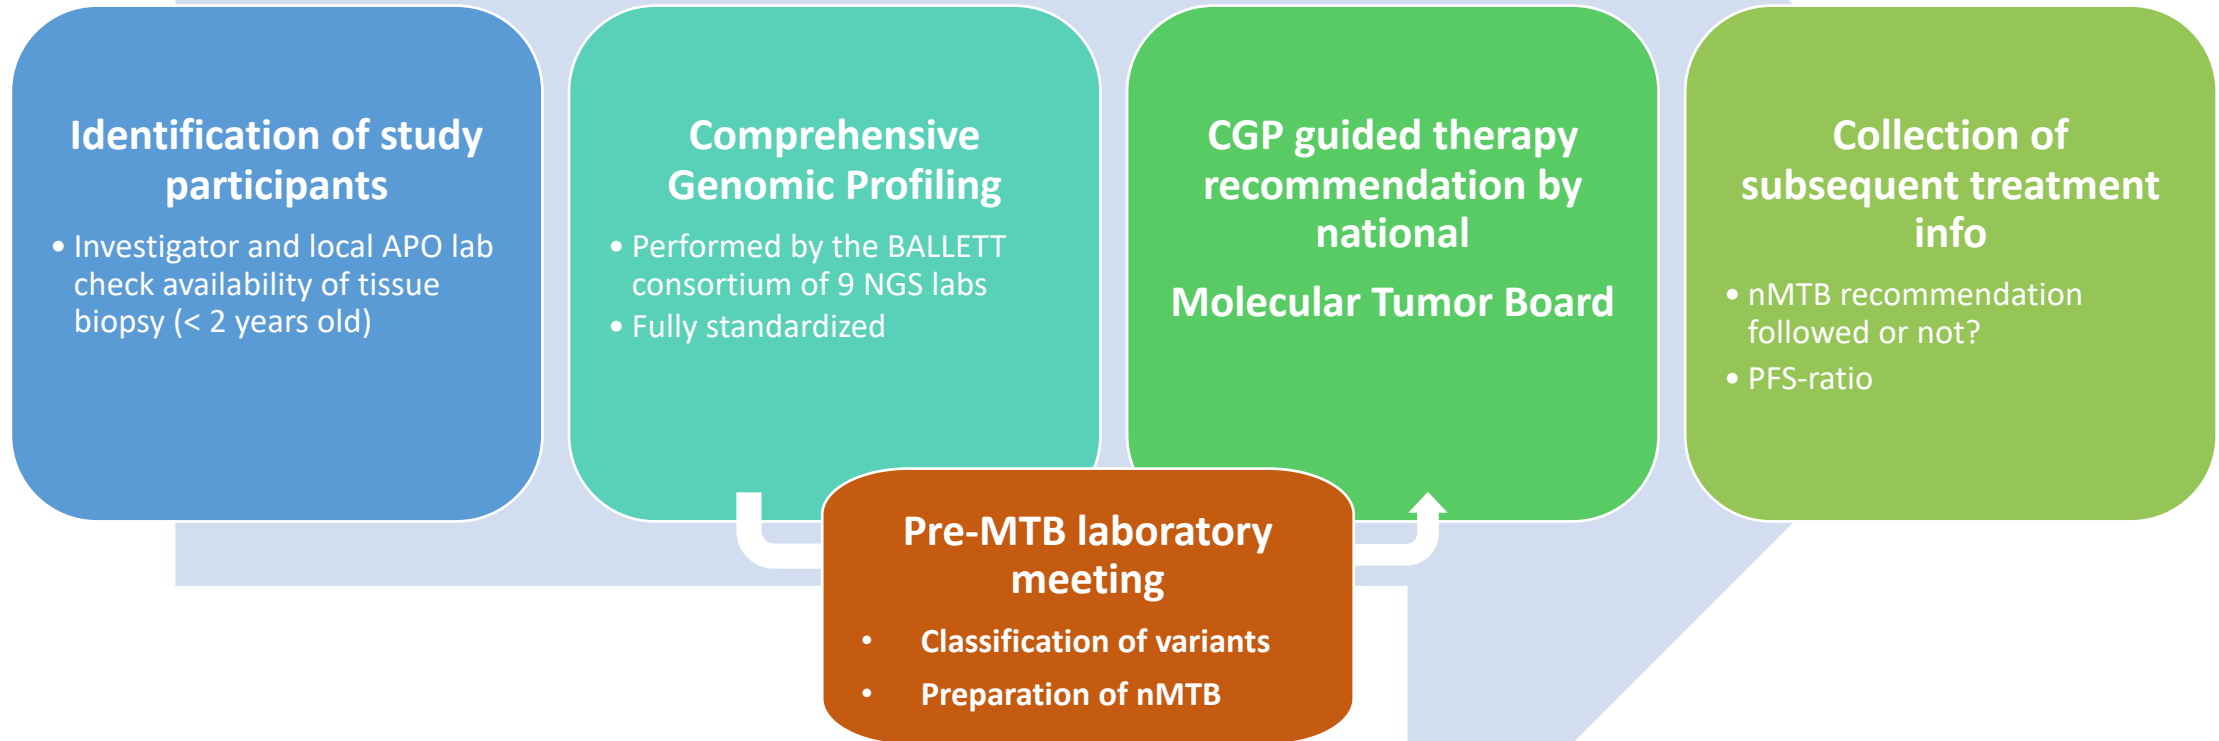 Identification of study
participants
• Investigator and local APO lab
check availability of tissue
biopsy (< 2 years old)
Comprehensive
Genomic Profiling
• Performed by the BALLETT
consortium of 9 NGS labs
• Fully standardized
CGP guided therapy
recommendation by
national
Molecular Tumor Board
Collection of
subsequent treatment
info
• nMTB recommendation
followed or not?
• PFS-ratio
Pre-MTB laboratory
meeting
• Classification of variants
• Preparation of nMTB